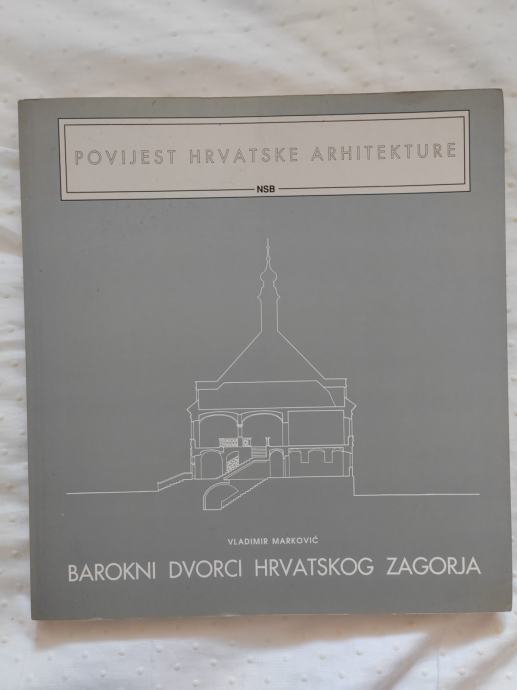 POVIJEST HRVATSKE ARHITEKTURE
NSB
VLADIMIR MARKOVIĆ
BAROKNI DVORCI HRVATSKOG ZAGORJA